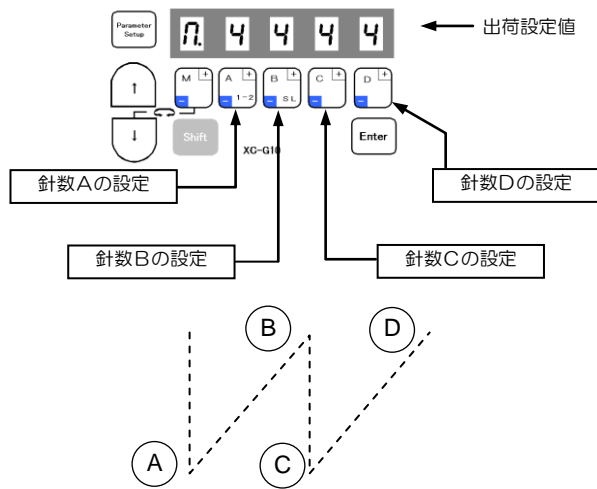 Parameter
Setup
П. 4 4 4 4
出荷設定値
↑
M +
-
A +
- 1-2
B +
- SL
C +
-
D +
-
↓
Shift
XC-G10
Enter
針数Aの設定
針数Dの設定
針数Bの設定
針数Cの設定
B
D
A
C